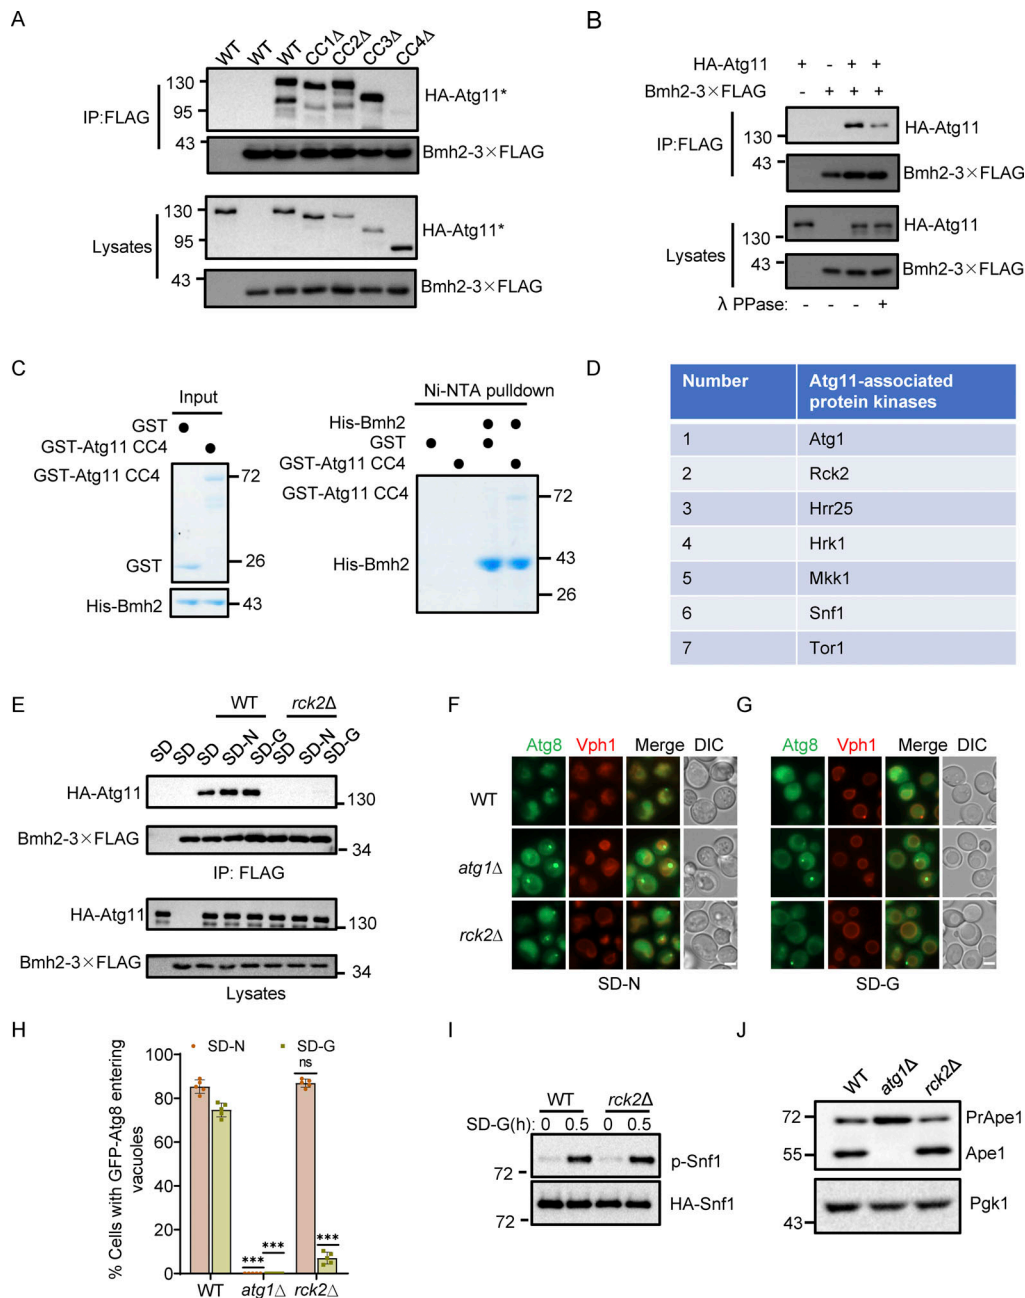 A
WT
WT
WT
CC1Δ
CC2Δ
CC3Δ
CC4Δ
130
95
43
IP:FLAG
HA-Atg11*
Bmh2-3×FLAG
130
95
43
Lysates
HA-Atg11*
Bmh2-3×FLAG
B
HA-Atg11 + - + +
Bmh2-3×FLAG - + + +
IP:FLAG
130
43
HA-Atg11
Bmh2-3×FLAG
Lysates
130
43
HA-Atg11
Bmh2-3×FLAG
λ PPase: - - - +
C
Input
GST
GST-Atg11 CC4
GST-Atg11 CC4
72
GST
26
His-Bmh2
43
Ni-NTA pulldown
His-Bmh2
GST
GST-Atg11 CC4
GST-Atg11 CC4
72
His-Bmh2
43
26
D
Number Atg11-associated
protein kinases
1 Atg1
2 Rck2
3 Hrr25
4 Hrk1
5 Mkk1
6 Snf1
7 Tor1
E
WT rck2Δ
SD SD SD SD-N SD-G SD SD-N SD-G
HA-Atg11
130
Bmh2-3×FLAG
34
IP: FLAG
HA-Atg11
130
Bmh2-3×FLAG
34
Lysates
F
Atg8 Vph1 Merge DIC
WT
atg1Δ
rck2Δ
SD-N
G
Atg8 Vph1 Merge DIC
SD-G
H
SD-N SD-G
% Cells with GFP-Atg8 entering
vacuoles
100
80
60
40
20
0
*** ***
ns
***
WT atg1Δ rck2Δ
I
WT rck2Δ
SD-G(h): 0 0.5 0 0.5
72
p-Snf1
72
HA-Snf1
J
WT atg1Δ rck2Δ
72
PrApe1
55
Ape1
43
Pgk1